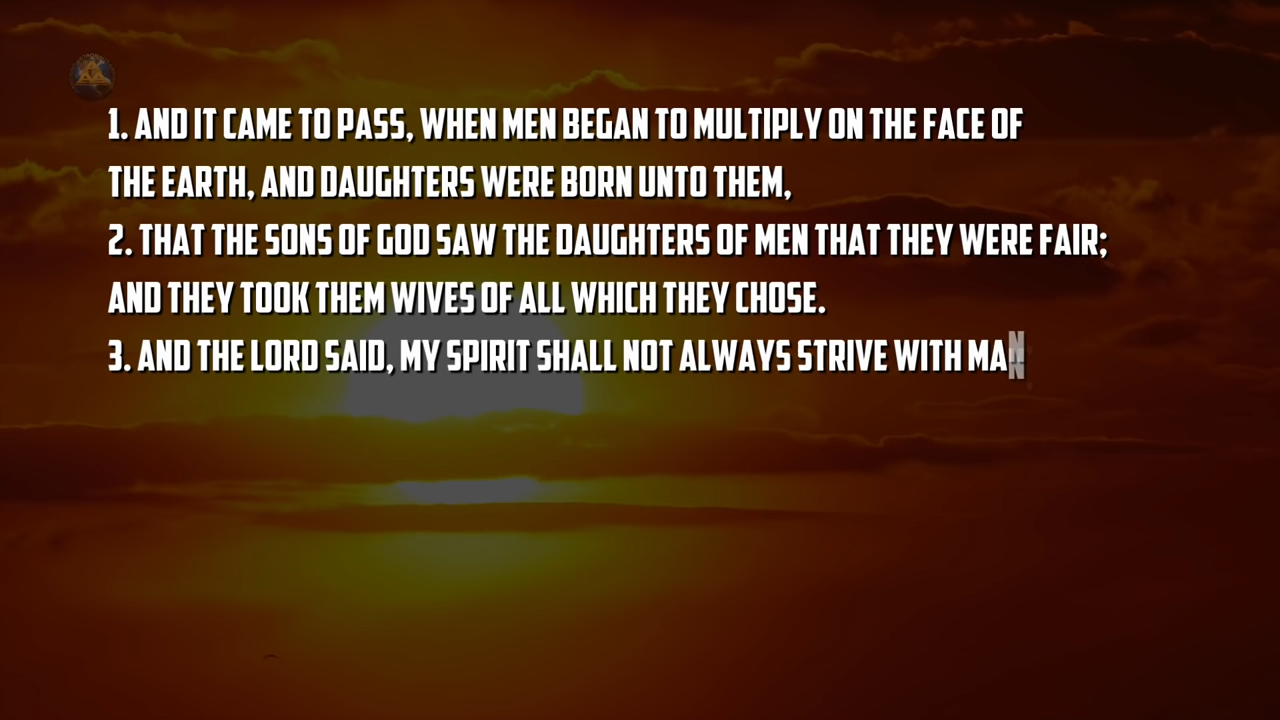 1. AND IT CAME TO PASS, WHEN MEN BEGAN TO MULTIPLY ON THE FACE OF
THE EARTH, AND DAUGHTERS WERE BORN UNTO THEM,
2. THAT THE SONS OF GOD SAW THE DAUGHTERS OF MEN THAT THEY WERE FAIR;
AND THEY TOOK THEM WIVES OF ALL WHICH THEY CHOSE.
3. AND THE LORD SAID, MY SPIRIT SHALL NOT ALWAYS STRIVE WITH MAN